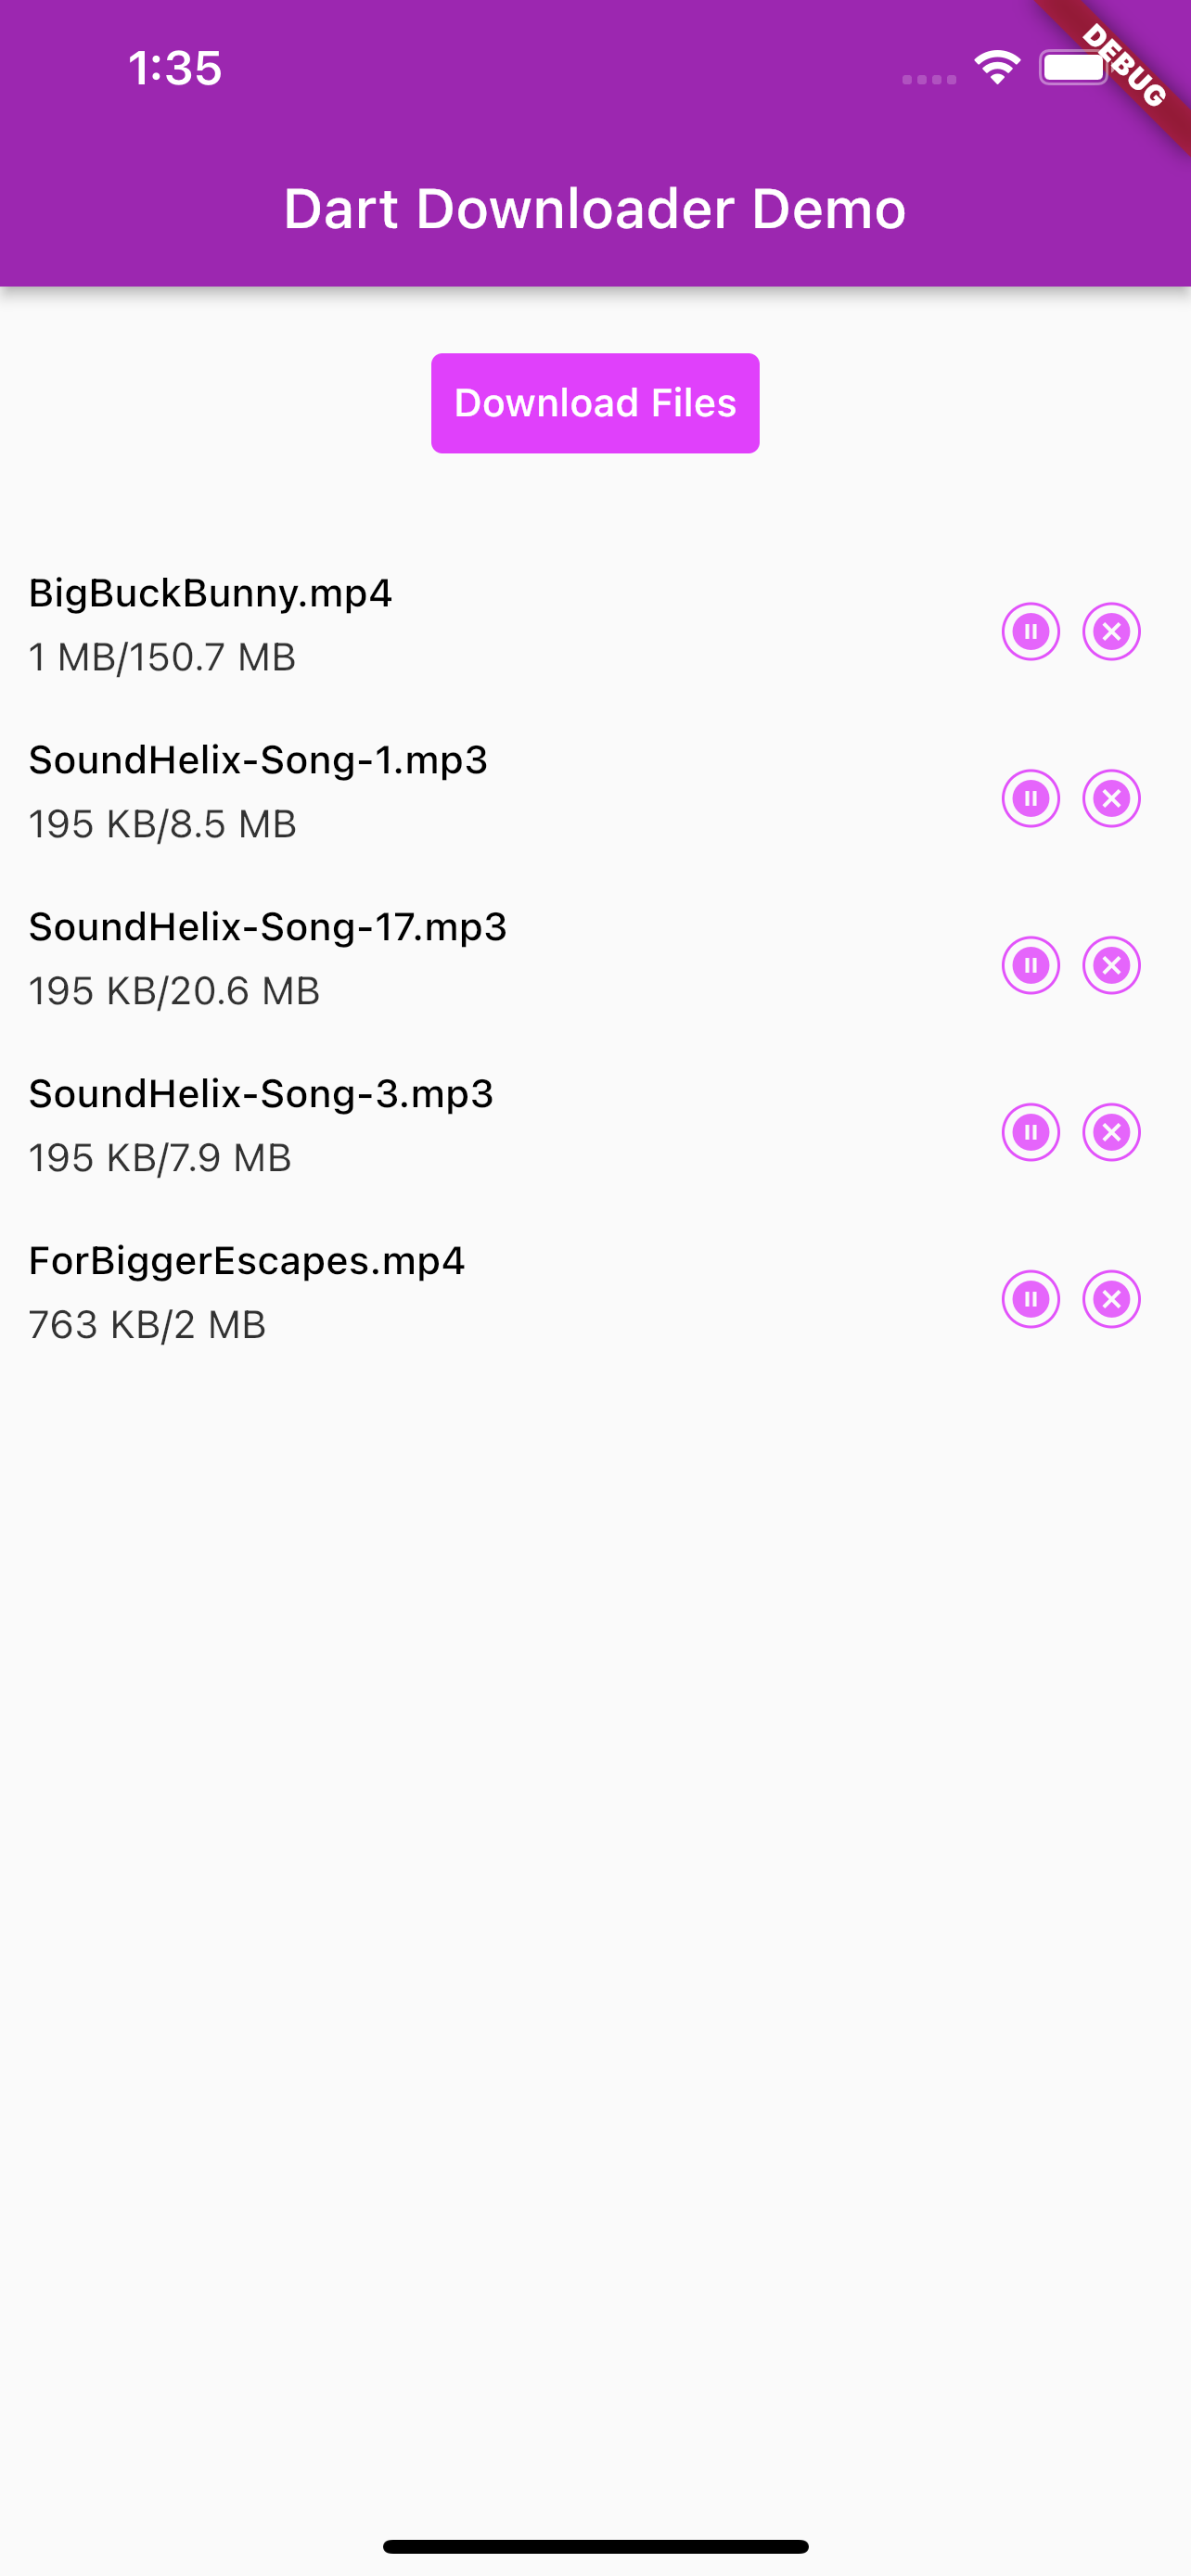 1:35
DEBUG
Dart Downloader Demo
Download Files
BigBuckBunny.mp4
1 MB/150.7 MB
SoundHelix-Song-1.mp3
195 KB/8.5 MB
SoundHelix-Song-17.mp3
195 KB/20.6 MB
SoundHelix-Song-3.mp3
195 KB/7.9 MB
ForBiggerEscapes.mp4
763 KB/2 MB